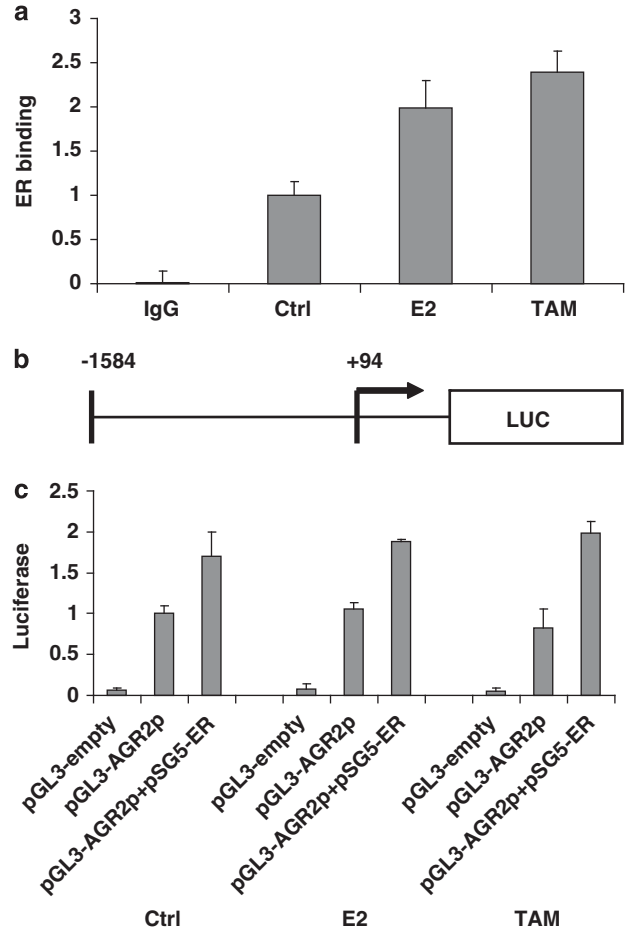 a
3
2.5
2
1.5
1
0.5
0
ER binding
IgG Ctrl E2 TAM
b
-1584 +94
LUC
c
2.5
2
1.5
1
0.5
0
Luciferase
pGL3-empty
pGL3-AGR2p
pGL3-AGR2p+pSG5-ER
pGL3-empty
pGL3-AGR2p
pGL3-AGR2p+pSG5-ER
pGL3-empty
pGL3-AGR2p
pGL3-AGR2p+pSG5-ER
Ctrl E2 TAM